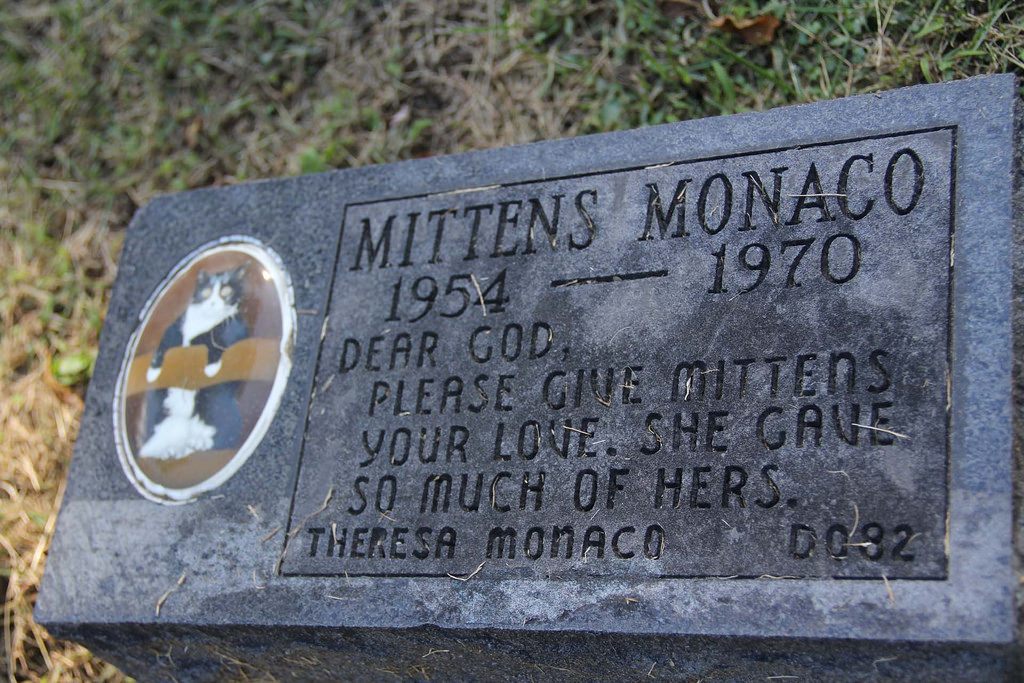 MITTENS MONACO
1954 — 1970
DEAR GOD,
PLEASE GIVE MITTENS
YOUR LOVE. SHE GAVE
SO MUCH OF HERS.
THERESA MONACO DC82